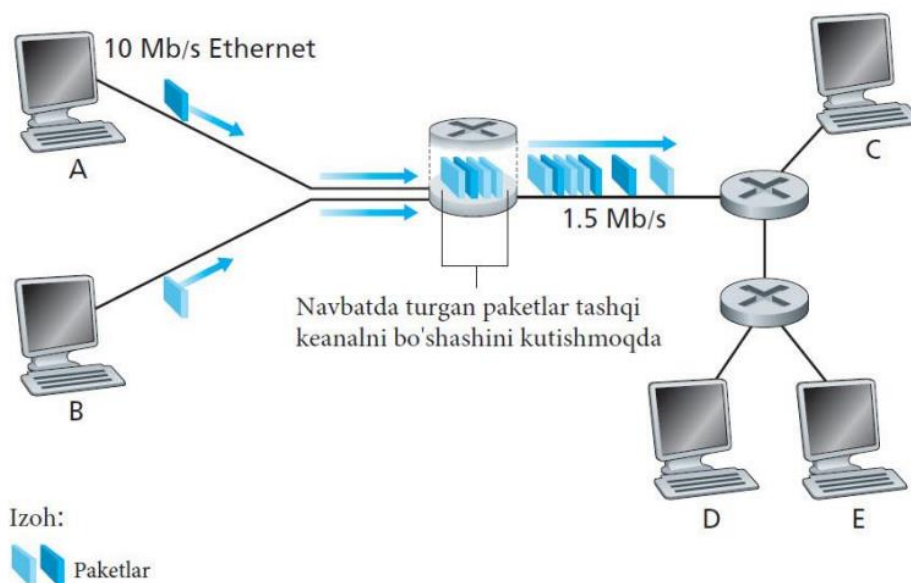 10 Mb/s Ethernet
A
C
1.5 Mb/s
Navbatda turgan paketlar tashqi
keanalni bo'shashini kutishmoqda
B
D
E
Izoh:
Paketlar